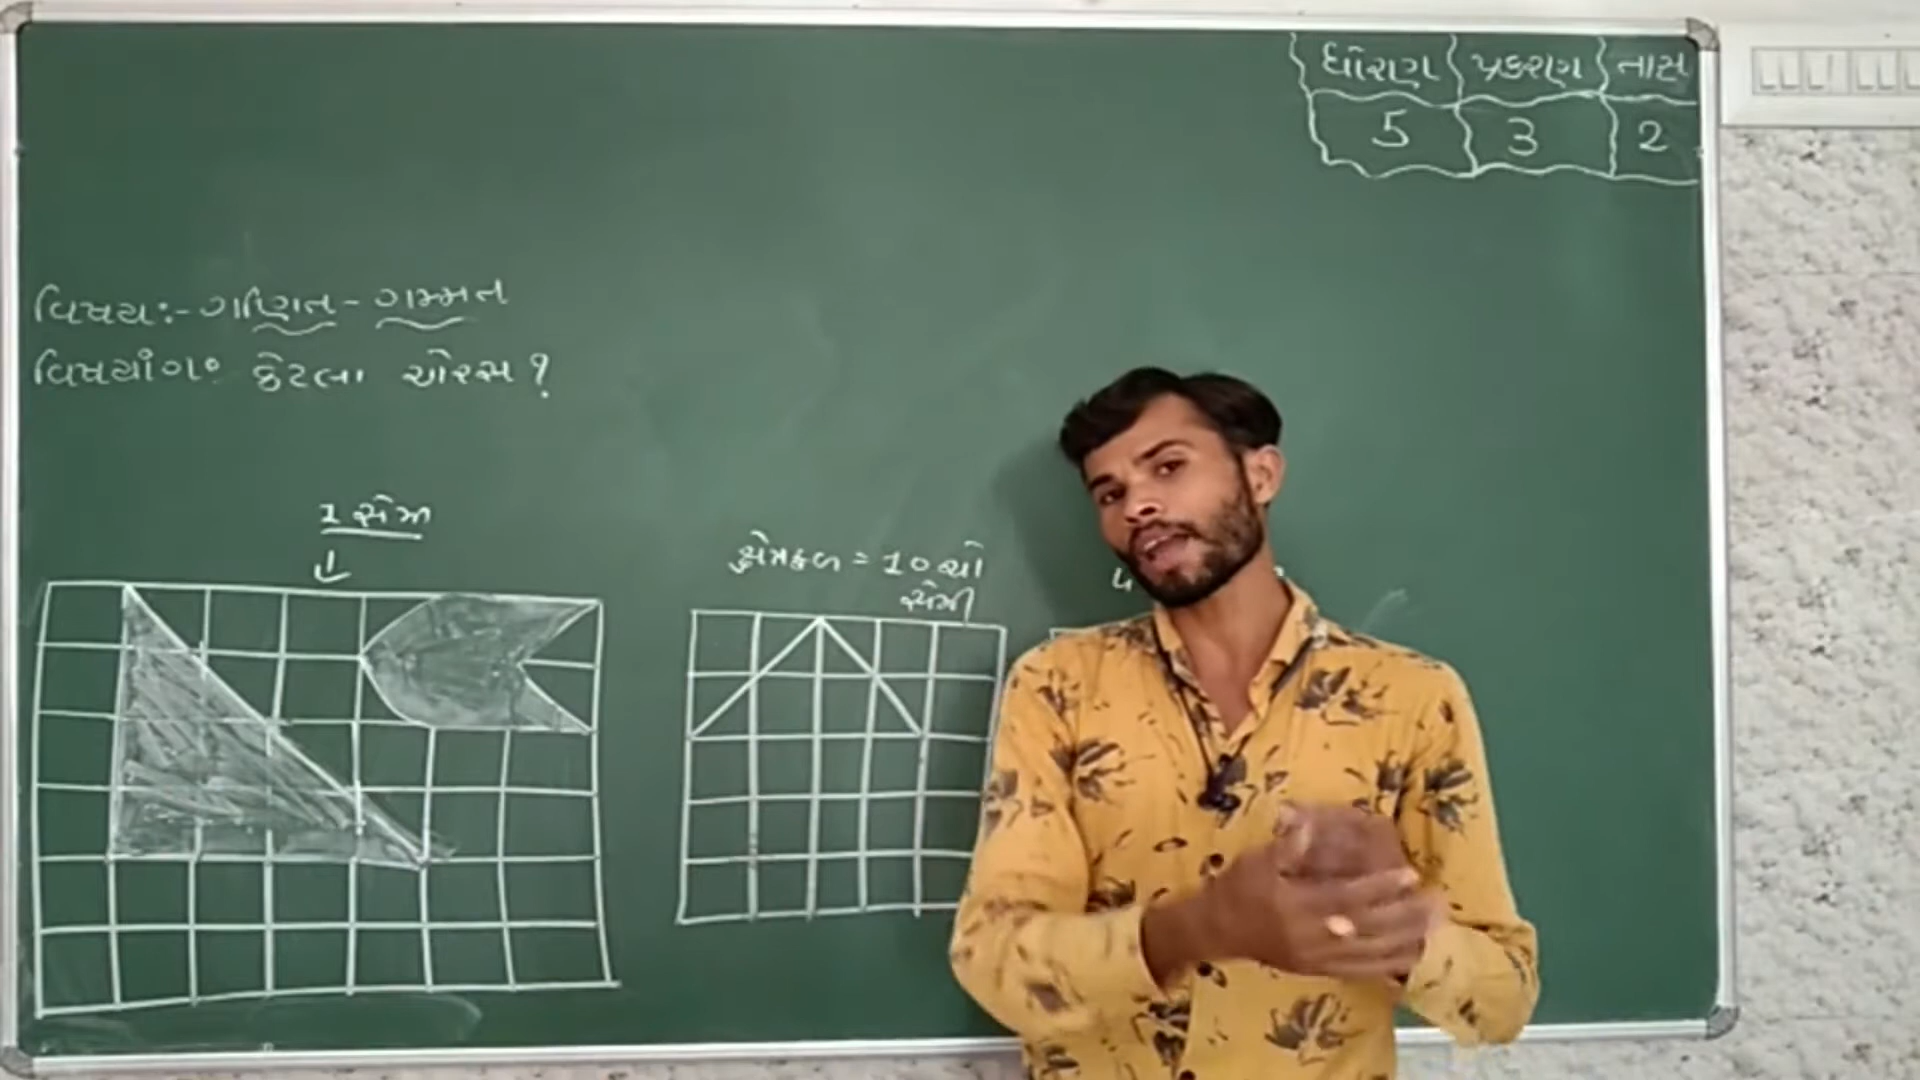 ધોરણ પ્રકરણ તાસ
5 3 2
વિષય:- ગણિત - ગમ્મત
વિષયાંગ: કેટલા ચોરસ ?
1 સેમી
ક્ષેત્રફળ = 10 ચો
સેમી